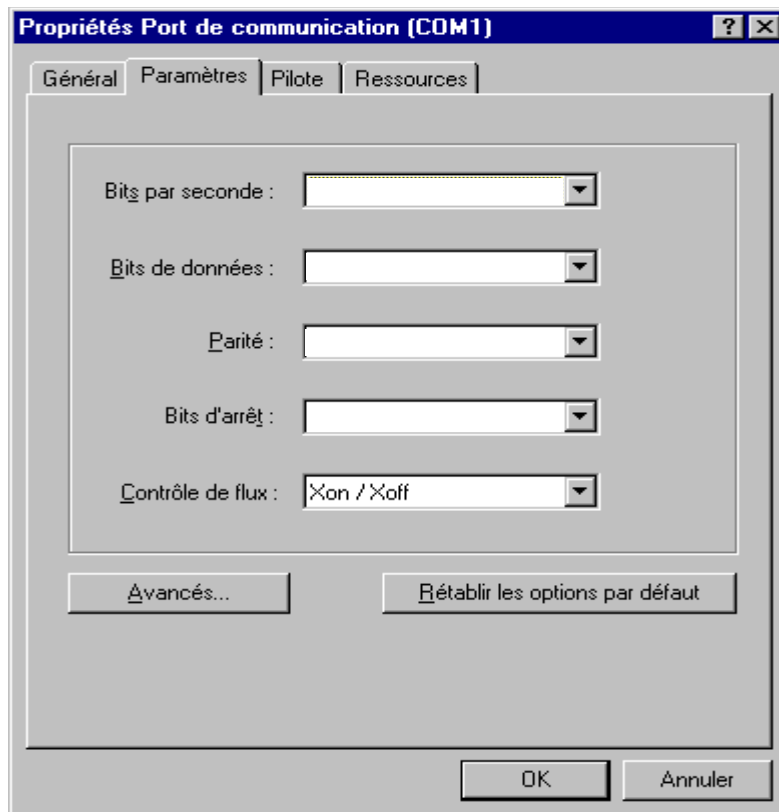 Propriétés Port de communication (COM1)
Général Paramètres Pilote Ressources
Bits par seconde :
Bits de données :
Parité :
Bits d'arrêt :
Contrôle de flux : Xon / Xoff
Avancés... Rétablir les options par défaut
OK Annuler